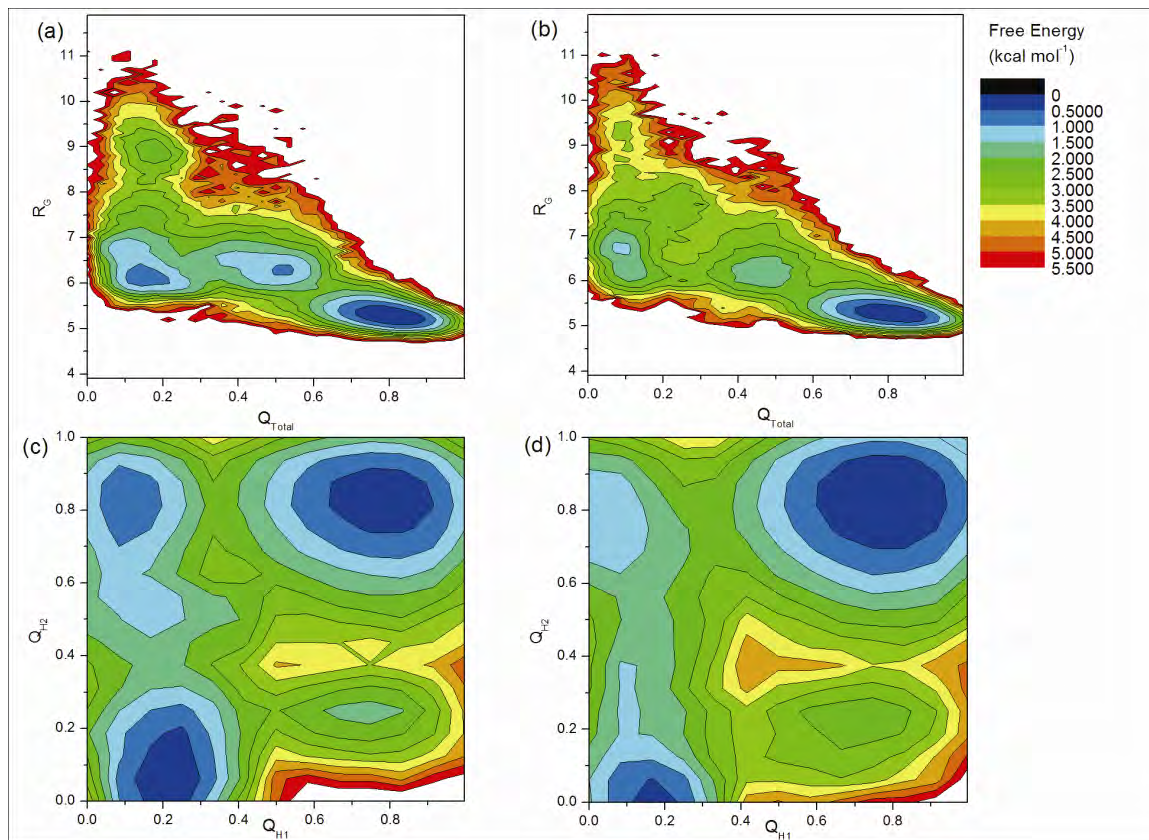 (a)
11
10
9
8
7
6
5
4
R_G
0.0 0.2 0.4 0.6 0.8
Q_Total
(b)
11
10
9
8
7
6
5
4
R_G
0.0 0.2 0.4 0.6 0.8
Q_Total
Free Energy
(kcal mol⁻¹)
0
0.5000
1.000
1.500
2.000
2.500
3.000
3.500
4.000
4.500
5.000
5.500
(c)
1.0
0.8
0.6
0.4
0.2
0.0
Q_H2
0.0 0.2 0.4 0.6 0.8
Q_H1
(d)
1.0
0.8
0.6
0.4
0.2
0.0
Q_H2
0.0 0.2 0.4 0.6 0.8
Q_H1